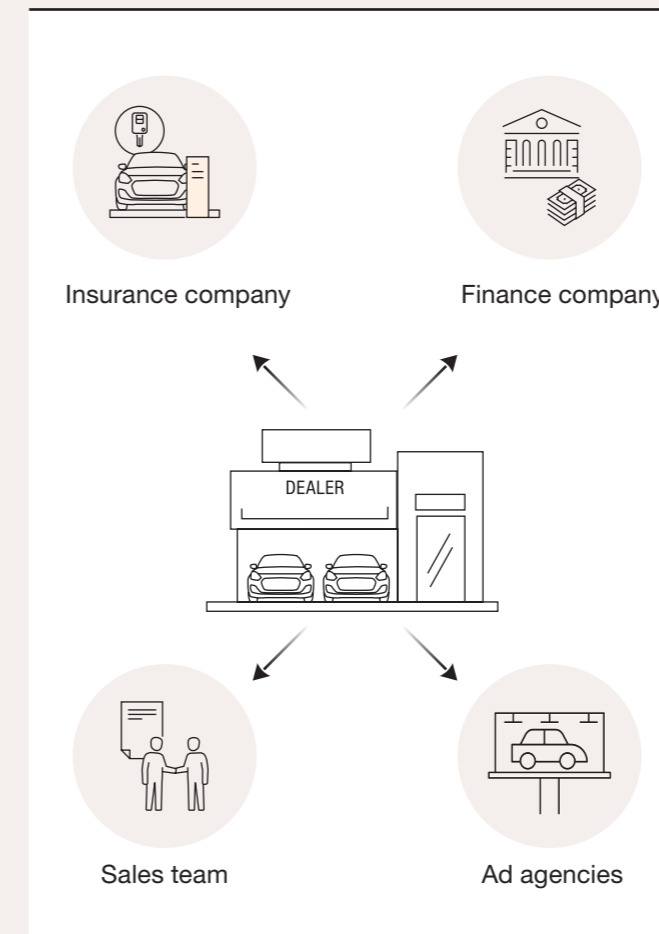 Insurance company
Finance company
DEALER
Sales team
Ad agencies